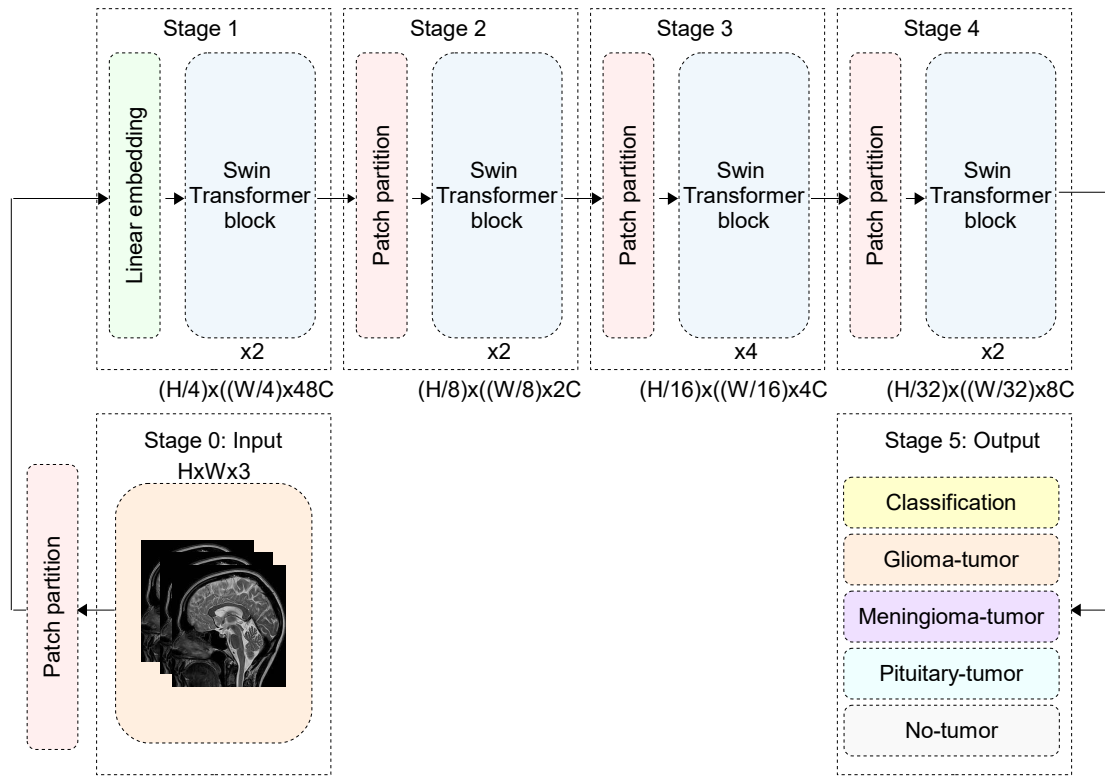 Stage 1
Linear embedding
Swin
Transformer
block
x2
(H/4)x((W/4)x48C
Stage 2
Patch partition
Swin
Transformer
block
x2
(H/8)x((W/8)x2C
Stage 3
Patch partition
Swin
Transformer
block
x4
(H/16)x((W/16)x4C
Stage 4
Patch partition
Swin
Transformer
block
x2
(H/32)x((W/32)x8C
Patch partition
Stage 0: Input
HxWx3
Stage 5: Output
Classification
Glioma-tumor
Meningioma-tumor
Pituitary-tumor
No-tumor